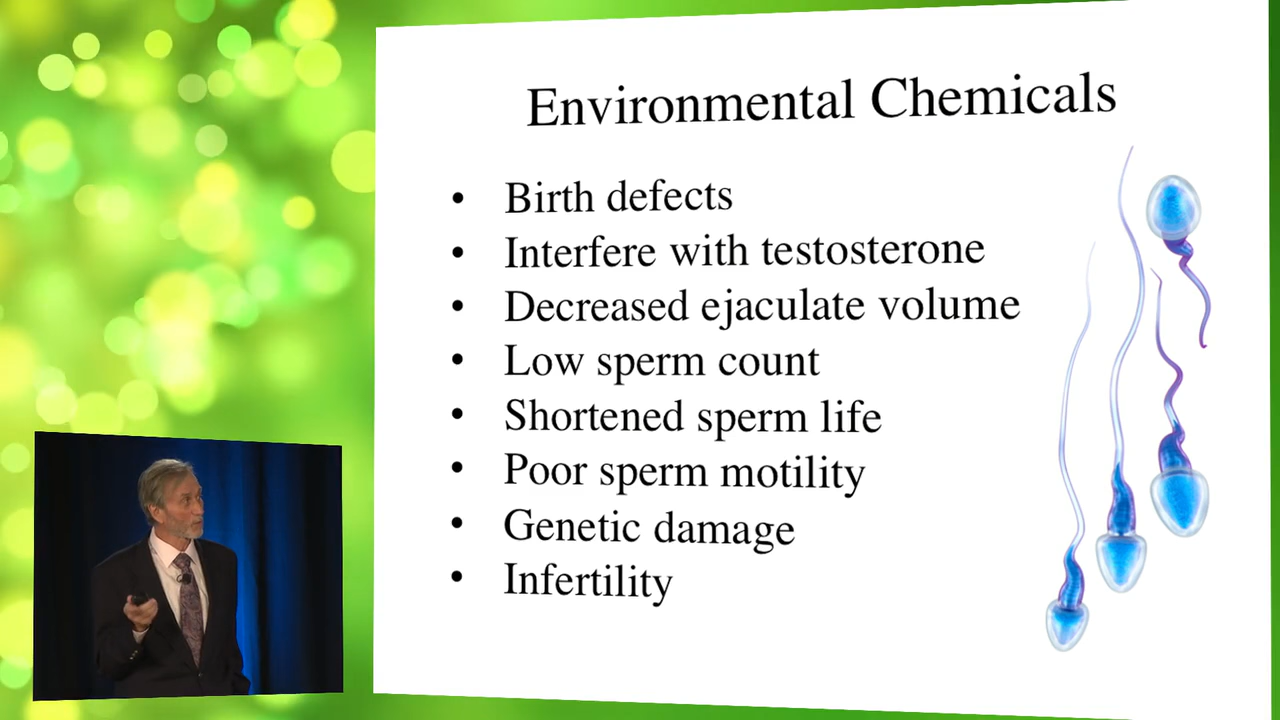 Environmental Chemicals
• Birth defects
• Interfere with testosterone
• Decreased ejaculate volume
• Low sperm count
• Shortened sperm life
• Poor sperm motility
• Genetic damage
• Infertility